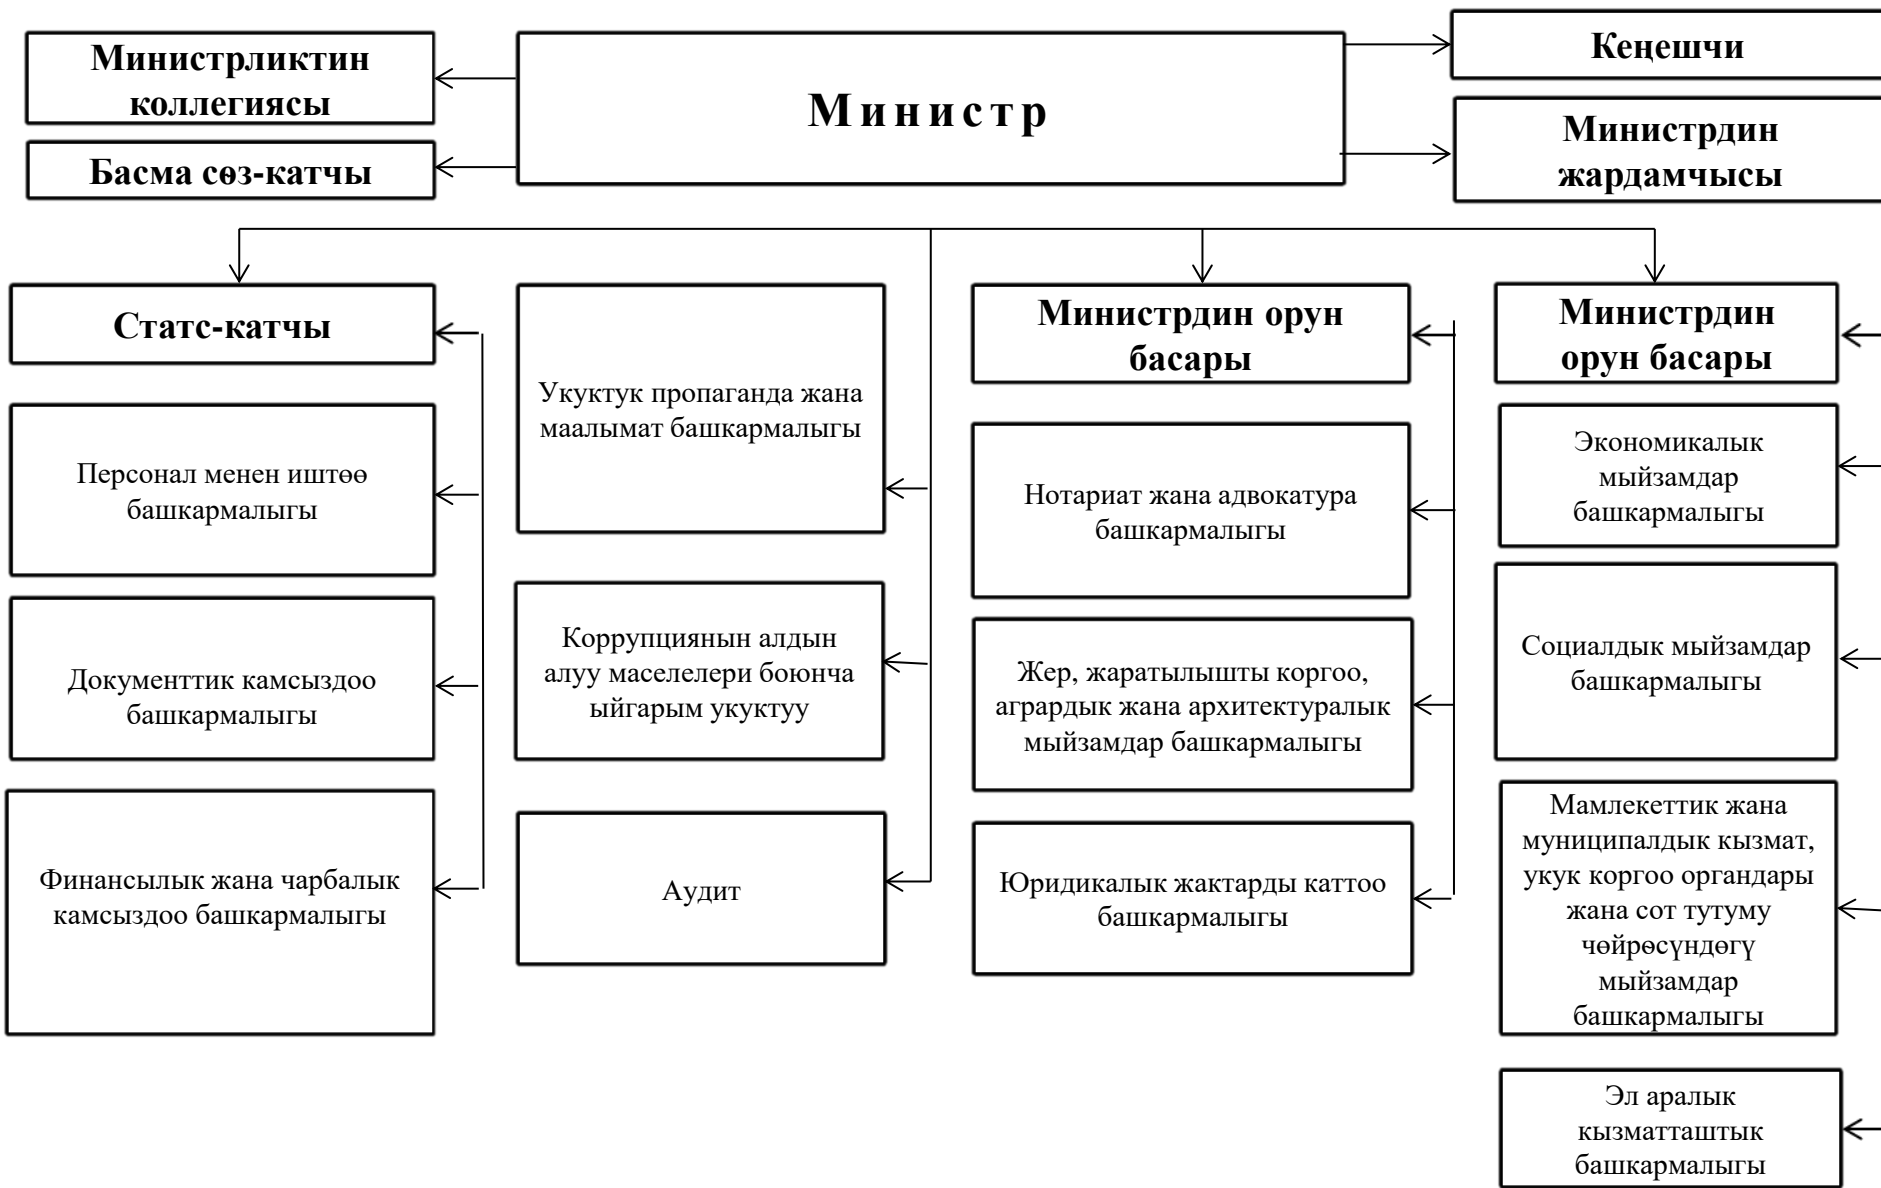 Министрликтин
коллегиясы
Басма сөз-катчы
Министр
Кеңешчи
Министрдин
жардамчысы
Статс-катчы
Персонал менен иштөө
башкармалыгы
Документтик камсыздоо
башкармалыгы
Финансылык жана чарбалык
камсыздоо башкармалыгы
Укуктук пропаганда жана
маалымат башкармалыгы
Коррупциянын алдын
алуу маселелери боюнча
ыйгарым укуктуу
Аудит
Министрдин орун
басары
Нотариат жана адвокатура
башкармалыгы
Жер, жаратылышты коргоо,
агрардык жана архитектуралык
мыйзамдар башкармалыгы
Юридикалык жактарды каттоо
башкармалыгы
Министрдин
орун басары
Экономикалык
мыйзамдар
башкармалыгы
Социалдык мыйзамдар
башкармалыгы
Мамлекеттик жана
муниципалдык кызмат,
укук коргоо органдары
жана сот тутуму
чөйрөсүндөгү
мыйзамдар
башкармалыгы
Эл аралык
кызматташтык
башкармалыгы